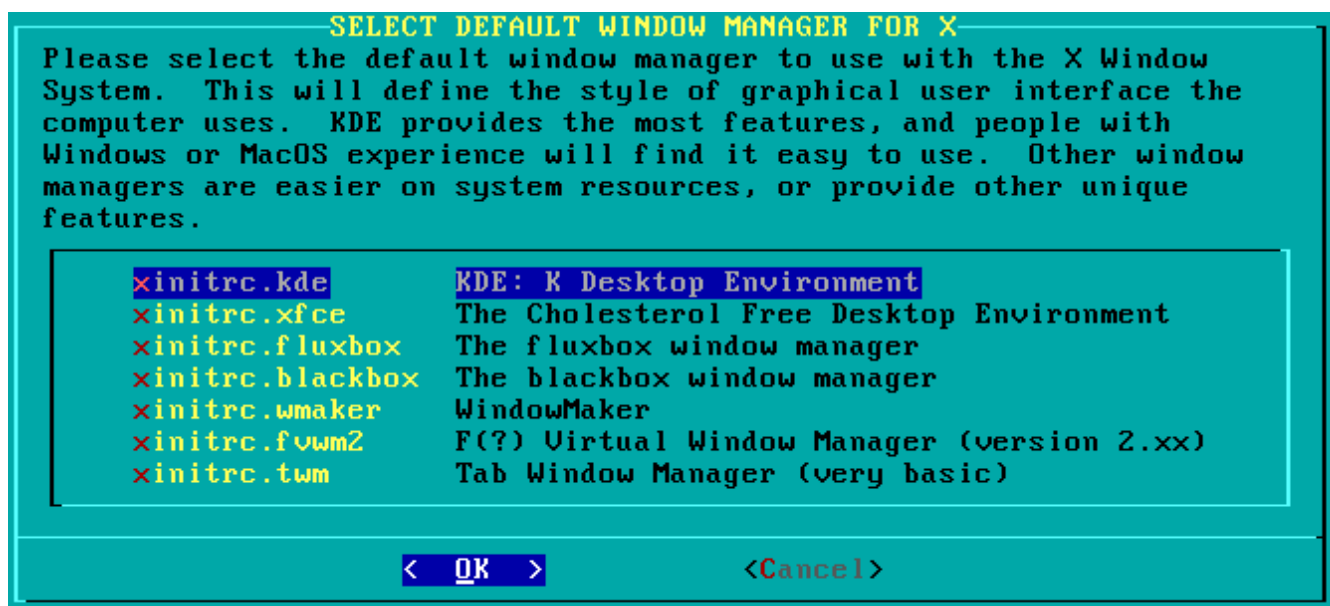 SELECT DEFAULT WINDOW MANAGER FOR X
Please select the default window manager to use with the X Window
System.  This will define the style of graphical user interface the
computer uses.  KDE provides the most features, and people with
Windows or MacOS experience will find it easy to use.  Other window
managers are easier on system resources, or provide other unique
features.
xinitrc.kde KDE: K Desktop Environment
xinitrc.xfce The Cholesterol Free Desktop Environment
xinitrc.fluxbox The fluxbox window manager
xinitrc.blackbox The blackbox window manager
xinitrc.wmaker WindowMaker
xinitrc.fvwm2 F(?) Virtual Window Manager (version 2.xx)
xinitrc.twm Tab Window Manager (very basic)
< OK > <Cancel>